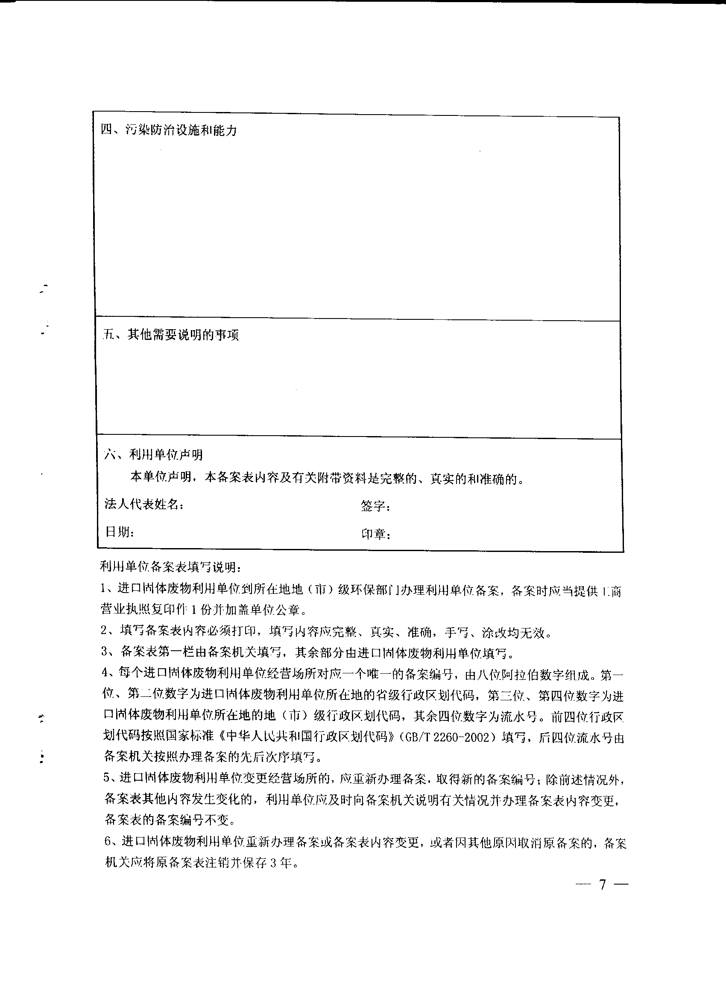 四、污染防治设施和能力
五、其他需要说明的事项
六、利用单位声明
本单位声明，本备案表内容及有关附带资料是完整的、真实的和准确的。
法人代表姓名： 签字：
日期： 印章：
利用单位备案表填写说明：
1、进口固体废物利用单位到所在地地（市）级环保部门办理利用单位备案，备案时应当提供工商
营业执照复印件 1 份并加盖单位公章。
2、填写备案表内容必须打印，填写内容应完整、真实、准确，手写、涂改均无效。
3、备案表第一栏由备案机关填写，其余部分由进口固体废物利用单位填写。
4、每个进口固体废物利用单位经营场所对应一个唯一的备案编号，由八位阿拉伯数字组成。第一
位、第二位数字为进口固体废物利用单位所在地的省级行政区划代码，第三位、第四位数字为进
口固体废物利用单位所在地的地（市）级行政区划代码，其余四位数字为流水号。前四位行政区
划代码按照国家标准《中华人民共和国行政区划代码》（GB/T 2260-2002）填写，后四位流水号由
备案机关按照办理备案的先后次序填写。
5、进口固体废物利用单位变更经营场所的，应重新办理备案，取得新的备案编号；除前述情况外，
备案表其他内容发生变化的，利用单位应及时向备案机关说明有关情况并办理备案表内容变更，
备案表的备案编号不变。
6、进口固体废物利用单位重新办理备案或备案表内容变更，或者因其他原因取消原备案的，备案
机关应将原备案表注销并保存 3 年。
— 7 —